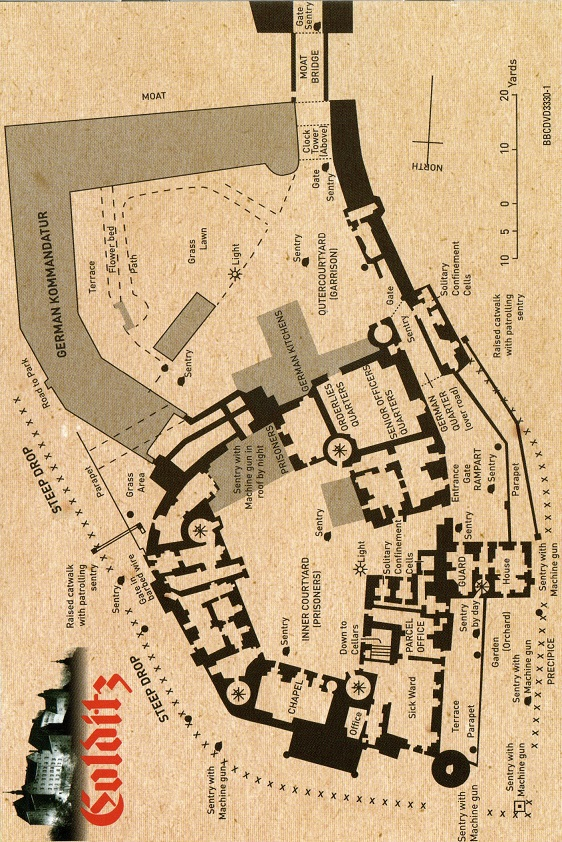 Gate
Sentry
MOAT
BRIDGE
MOAT
Clock
Tower
(Above)
Gate
Sentry
20
Yards
10
0
5
10
BBCDVD3330-1
NORTH
GERMAN KOMMANDATUR
Terrace
Flower bed
Path
Grass
Lawn
Light
Sentry
OUTERCOURTYARD
(GARRISON)
Gate
Sentry
Solitary
Confinement
Cells
Raised catwalk
with patrolling
sentry
Road to Park
Sentry
GERMAN KITCHENS
ORDERLIES
QUARTERS
SENIOR OFFICERS
QUARTERS
GERMAN
QUARTER
(over road)
PRISONERS
Sentry with
Machine gun in
roof by night
STEEP DROP
Parapet
Grass
Area
Entrance
Gate
RAMPART
Sentry
Parapet
Raised catwalk
with patrolling
sentry
Gate in
barbed wire
Sentry
Sentry
Light
Solitary
Confinement
Cells
Sentry
GUARD
House
Sentry with
Machine gun
INNER COURTYARD
(PRISONERS)
Sentry
Down to
Cellars
PARCEL
OFFICE
Sentry
by day
Garden
(Orchard)
Sentry with
Machine gun
PRECIPICE
STEEP DROP
CHAPEL
Office
Sick Ward
Terrace
Parapet
Sentry with
Machine gun
Sentry with
Machine gun
Sentry with
Machine gun
Colditz